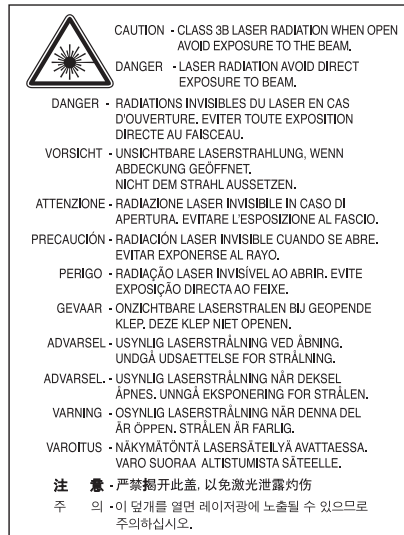 CAUTION - CLASS 3B LASER RADIATION WHEN OPEN
AVOID EXPOSURE TO THE BEAM.
DANGER - LASER RADIATION AVOID DIRECT
EXPOSURE TO BEAM.
DANGER - RADIATIONS INVISIBLES DU LASER EN CAS
D'OUVERTURE. EVITER TOUTE EXPOSITION
DIRECTE AU FAISCEAU.
VORSICHT - UNSICHTBARE LASERSTRAHLUNG, WENN
ABDECKUNG GEÖFFNET.
NICHT DEM STRAHL AUSSETZEN.
ATTENZIONE - RADIAZIONE LASER INVISIBILE IN CASO DI
APERTURA. EVITARE L'ESPOSIZIONE AL FASCIO.
PRECAUCIÓN - RADIACIÓN LASER INVISIBLE CUANDO SE ABRE.
EVITAR EXPONERSE AL RAYO.
PERIGO - RADIAÇÃO LASER INVISÍVEL AO ABRIR. EVITE
EXPOSIÇÃO DIRECTA AO FEIXE.
GEVAAR - ONZICHTBARE LASERSTRALEN BIJ GEOPENDE
KLEP. DEZE KLEP NIET OPENEN.
ADVARSEL - USYNLIG LASERSTRÅLNING VED ÅBNING.
UNDGÅ UDSAETTELSE FOR STRÅLNING.
ADVARSEL. - USYNLIG LASERSTRÅLNING NÅR DEKSEL
ÅPNES. UNNGÅ EKSPONERING FOR STRÅLEN.
VARNING - OSYNLIG LASERSTRÅLNING NÄR DENNA DEL
ÄR ÖPPEN. STRÅLEN ÄR FARLIG.
VAROITUS - NÄKYMÄTÖNTÄ LASERSÄTEILYÄ AVATTAESSA.
VARO SUORAA ALTISTUMISTA SÄTEELLE.
注 意 - 严禁揭开此盖, 以免激光泄露灼伤
주 의 - 이 덮개를 열면 레이저광에 노출될 수 있으므로
주의하십시오.